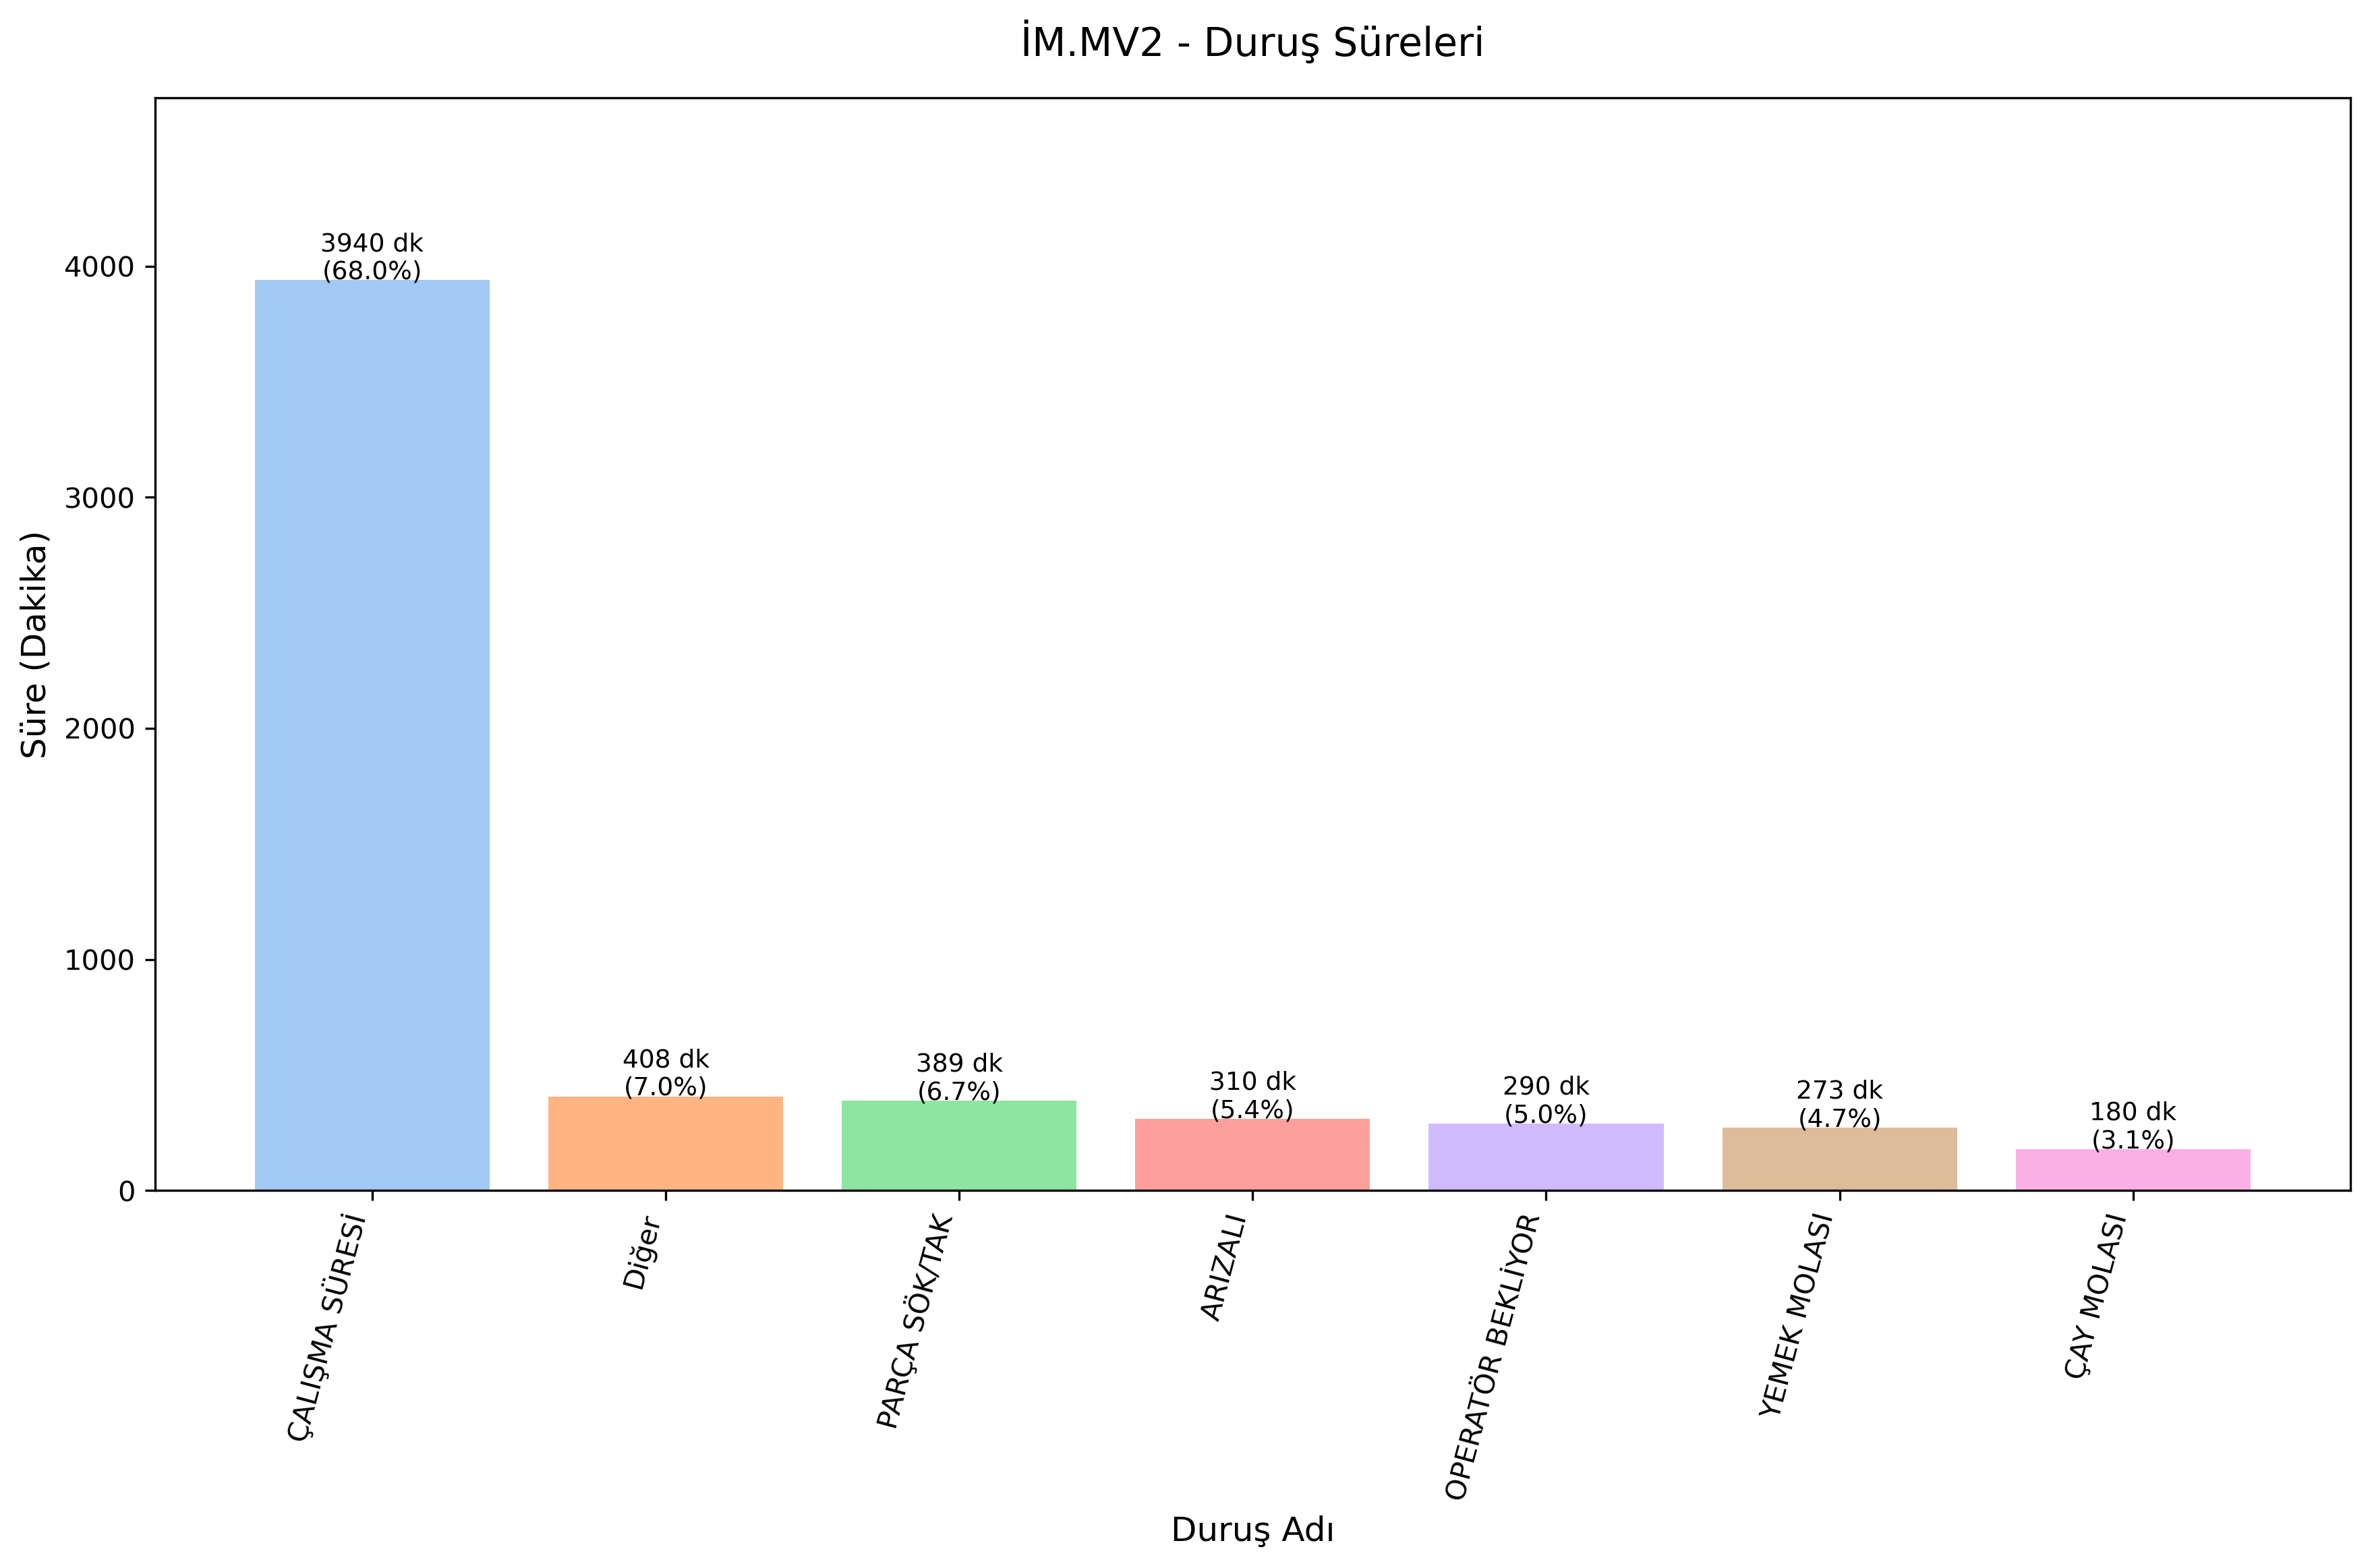 İM.MV2 - Duruş Süreleri
Süre (Dakika)
4000
3000
2000
1000
0
3940 dk
(68.0%)
408 dk
(7.0%)
389 dk
(6.7%)
310 dk
(5.4%)
290 dk
(5.0%)
273 dk
(4.7%)
180 dk
(3.1%)
ÇALIŞMA SÜRESİ
Diğer
PARÇA SÖK/TAK
ARIZALI
OPERATÖR BEKLİYOR
YEMEK MOLASI
ÇAY MOLASI
Duruş Adı